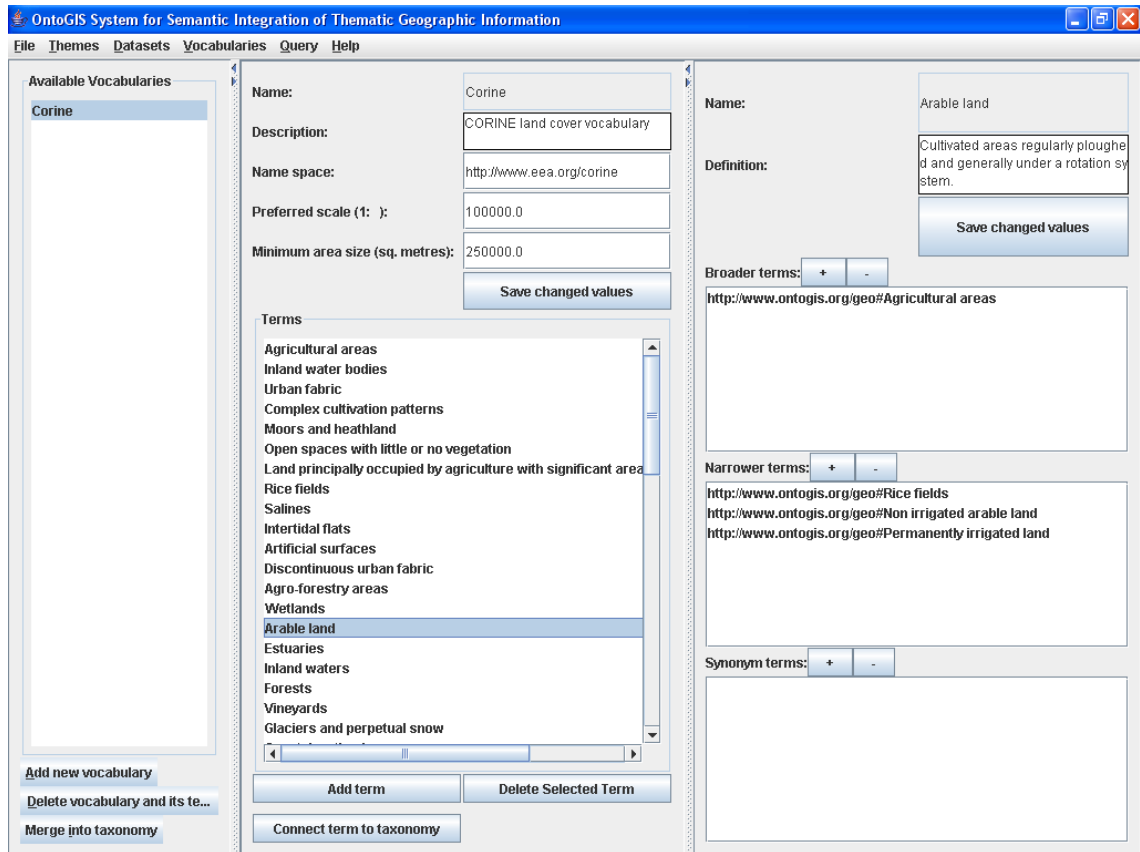 OntoGIS System for Semantic Integration of Thematic Geographic Information
File Themes Datasets Vocabularies Query Help
Available Vocabularies
Corine
Add new vocabulary
Delete vocabulary and its te...
Merge into taxonomy
Name: Corine
Description: CORINE land cover vocabulary
Name space: http://www.eea.org/corine
Preferred scale (1: ): 100000.0
Minimum area size (sq. metres): 250000.0
Save changed values
Terms
Agricultural areas
Inland water bodies
Urban fabric
Complex cultivation patterns
Moors and heathland
Open spaces with little or no vegetation
Land principally occupied by agriculture with significant area
Rice fields
Salines
Intertidal flats
Artificial surfaces
Discontinuous urban fabric
Agro-forestry areas
Wetlands
Arable land
Estuaries
Inland waters
Forests
Vineyards
Glaciers and perpetual snow
Add term Delete Selected Term
Connect term to taxonomy
Name: Arable land
Definition: Cultivated areas regularly ploughe
d and generally under a rotation sy
stem.
Save changed values
Broader terms: + -
http://www.ontogis.org/geo#Agricultural areas
Narrower terms: + -
http://www.ontogis.org/geo#Rice fields
http://www.ontogis.org/geo#Non irrigated arable land
http://www.ontogis.org/geo#Permanently irrigated land
Synonym terms: + -